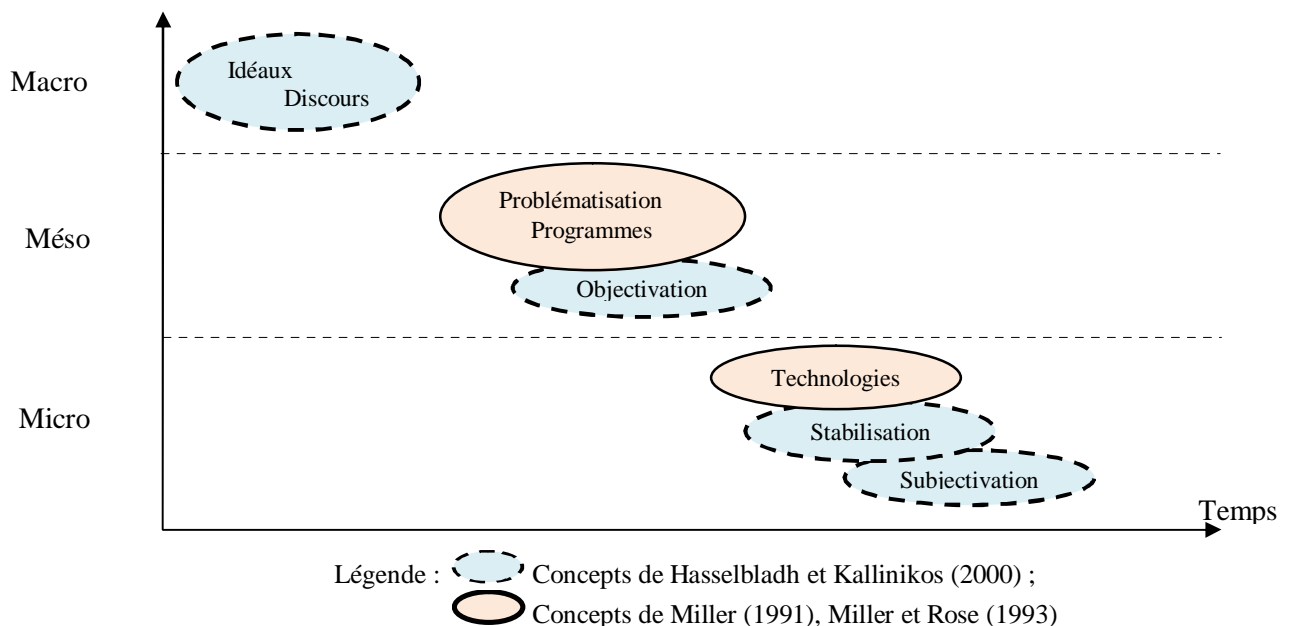 Macro
Idéaux
Discours
Méso
Problématisation
Programmes
Objectivation
Micro
Technologies
Stabilisation
Subjectivation
Temps
Légende : Concepts de Hasselbladh et Kallinikos (2000) ;
Concepts de Miller (1991), Miller et Rose (1993)